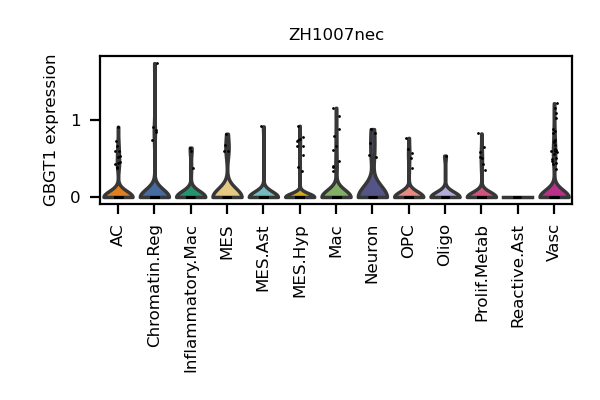 ZH1007nec
GBGT1 expression
1
0
AC
Chromatin.Reg
Inflammatory.Mac
MES
MES.Ast
MES.Hyp
Mac
Neuron
OPC
Oligo
Prolif.Metab
Reactive.Ast
Vasc